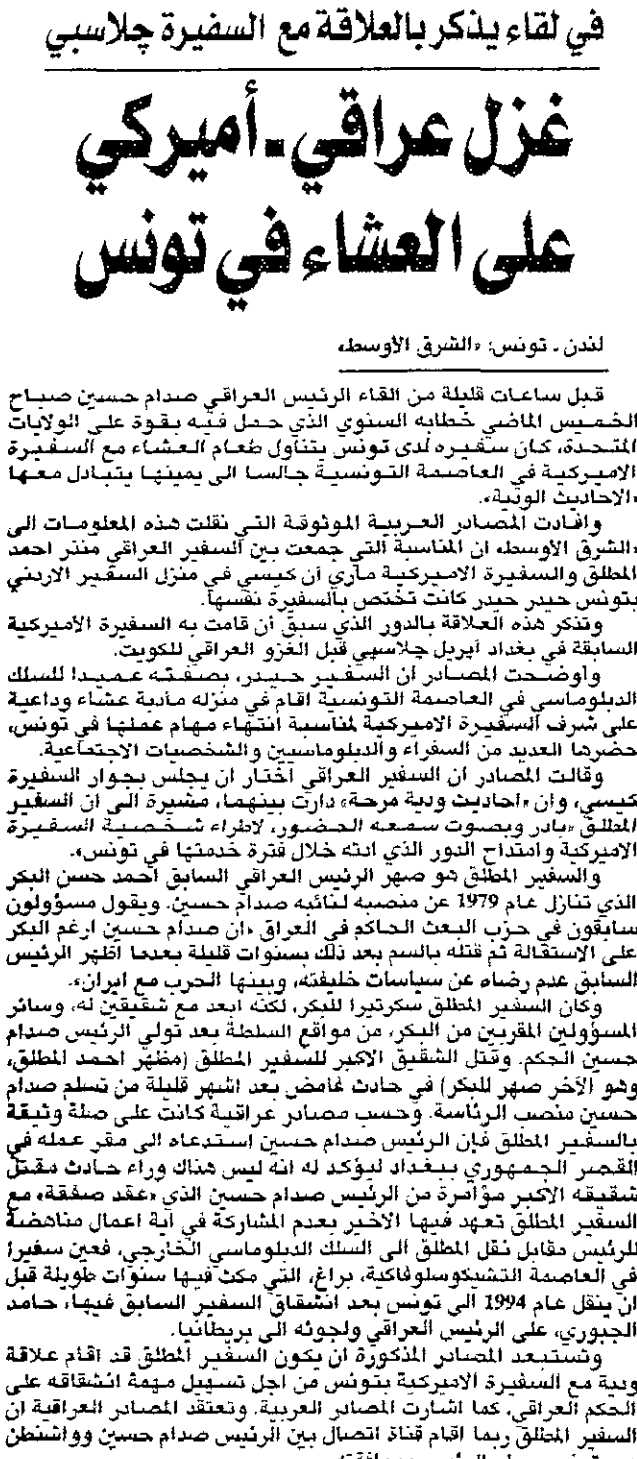 في لقاء يذكر بالعلاقة مع السفيرة جلاسبي
غزل عراقي ـ أميركي
على العشاء في تونس
لندن ـ تونس: «الشرق الأوسط»
قبل ساعات قليلة من القاء الرئيس العراقي صدام حسين صباح
الخميس الماضي خطابه السنوي الذي حمل فيه بقوة على الولايات
المتحدة، كان سفيره لدى تونس يتناول طعام العشاء مع السفيرة
الاميركية في العاصمة التونسية جالسا الى يمينها يتبادل معها
«الاحاديث الودية».
وافادت المصادر العربية الموثوقة التي نقلت هذه المعلومات الى
«الشرق الأوسط» ان المناسبة التي جمعت بين السفير العراقي منذر احمد
المطلق والسفيرة الاميركية ماري آن كيسي في منزل السفير الاردني
بتونس حيدر حيدر كانت تختص بالسفيرة نفسها.
وتذكر هذه العلاقة بالدور الذي سبق أن قامت به السفيرة الأميركية
السابقة في بغداد أبريل جلاسبي قبل الغزو العراقي للكويت.
وأوضحت المصادر ان السفير حيدر، بصفته عميدا للسلك
الدبلوماسي في العاصمة التونسية اقام في منزله مأدبة عشاء وداعية
على شرف السفيرة الاميركية لمناسبة انتهاء مهام عملها في تونس،
حضرها العديد من السفراء والدبلوماسيين والشخصيات الاجتماعية.
وقالت المصادر ان السفير العراقي اختار ان يجلس بجوار السفيرة
كيسي، وان «احاديث ودية مرحة» دارت بينهما، مشيرة الى ان السفير
المطلق «بادر وبصوت سمعه الحضور، لاطراء شخصية السفيرة
الاميركية وامتداح الدور الذي ادته خلال فترة خدمتها في تونس».
والسفير المطلق هو صهر الرئيس العراقي السابق أحمد حسن البكر
الذي تنازل عام 1979 عن منصبه لنائبه صدام حسين. ويقول مسؤولون
سابقون في حزب البعث الحاكم في العراق «ان صدام حسين ارغم البكر
على الاستقالة ثم قتله بالسم بعد ذلك بسنوات قليلة بعدما اظهر الرئيس
السابق عدم رضاه عن سياسات خليفته، وبينها الحرب مع ايران».
وكان السفير المطلق سكرتيرا للبكر، لكنه ابعد مع شقيقين له، وسائر
المسؤولين المقربين من البكر، من مواقع السلطة بعد تولي الرئيس صدام
حسين الحكم. وقتل الشقيق الاكبر للسفير المطلق (مظهر احمد المطلق،
وهو الآخر صهر للبكر) في حادث غامض بعد اشهر قليلة من تسلم صدام
حسين منصب الرئاسة. وحسب مصادر عراقية كانت على صلة وثيقة
بالسفير المطلق فإن الرئيس صدام حسين استدعاه الى مقر عمله في
القصر الجمهوري ببغداد ليؤكد له انه ليس هناك وراء حادث مقتل
شقيقه الأكبر مؤامرة من الرئيس صدام حسين الذي «عقد صفقة» مع
السفير المطلق تعهد فيها الاخير بعدم المشاركة في أية اعمال مناهضة
للرئيس مقابل نقل المطلق الى السلك الدبلوماسي الخارجي، فعين سفيرا
في العاصمة التشيكوسلوفاكية، براغ، التي مكث فيها سنوات طويلة قبل
ان ينقل عام 1994 الى تونس بعد انشقاق السفير السابق فيها، حامد
الجبوري، على الرئيس العراقي ولجوئه الى بريطانيا.
وتستبعد المصادر المذكورة ان يكون السفير المطلق قد اقام علاقة
ودية مع السفيرة الاميركية بتونس من اجل تسهيل مهمة انشقاقه على
الحكم العراقي، كما اشارت المصادر العربية. وتعتقد المصادر العراقية ان
السفير المطلق ربما اقام قناة اتصال بين الرئيس صدام حسين وواشنطن